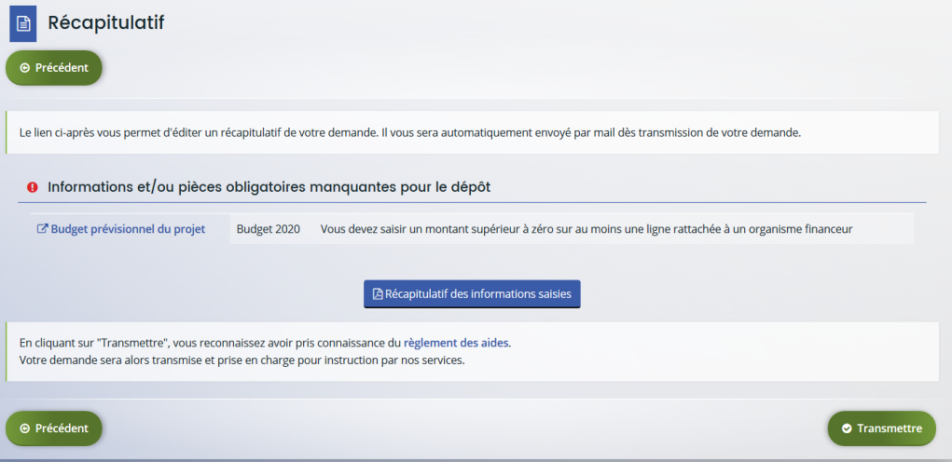 Récapitulatif
Précédent
Le lien ci-après vous permet d'éditer un récapitulatif de votre demande. Il vous sera automatiquement envoyé par mail dès transmission de votre demande.
Informations et/ou pièces obligatoires manquantes pour le dépôt
Budget prévisionnel du projet Budget 2020 Vous devez saisir un montant supérieur à zéro sur au moins une ligne rattachée à un organisme financeur
Récapitulatif des informations saisies
En cliquant sur "Transmettre", vous reconnaissez avoir pris connaissance du règlement des aides.
Votre demande sera alors transmise et prise en charge pour instruction par nos services.
Précédent Transmettre